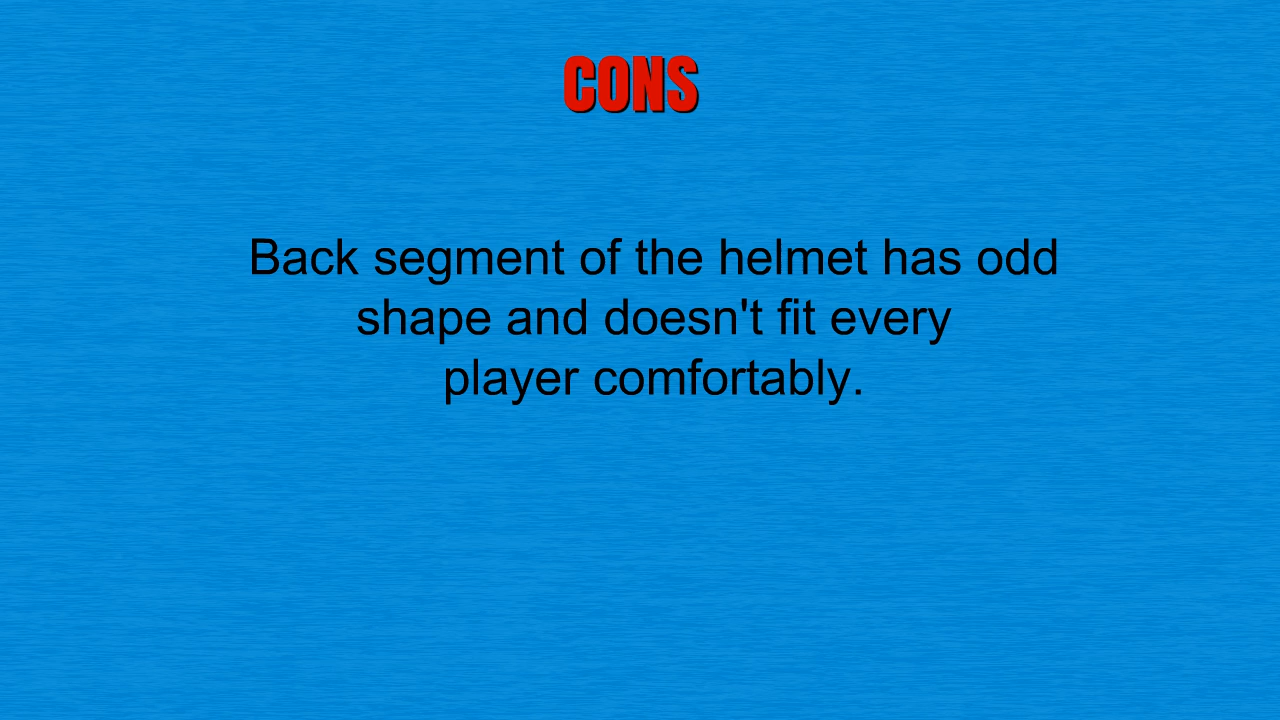 CONS
Back segment of the helmet has odd
shape and doesn't fit every
player comfortably.